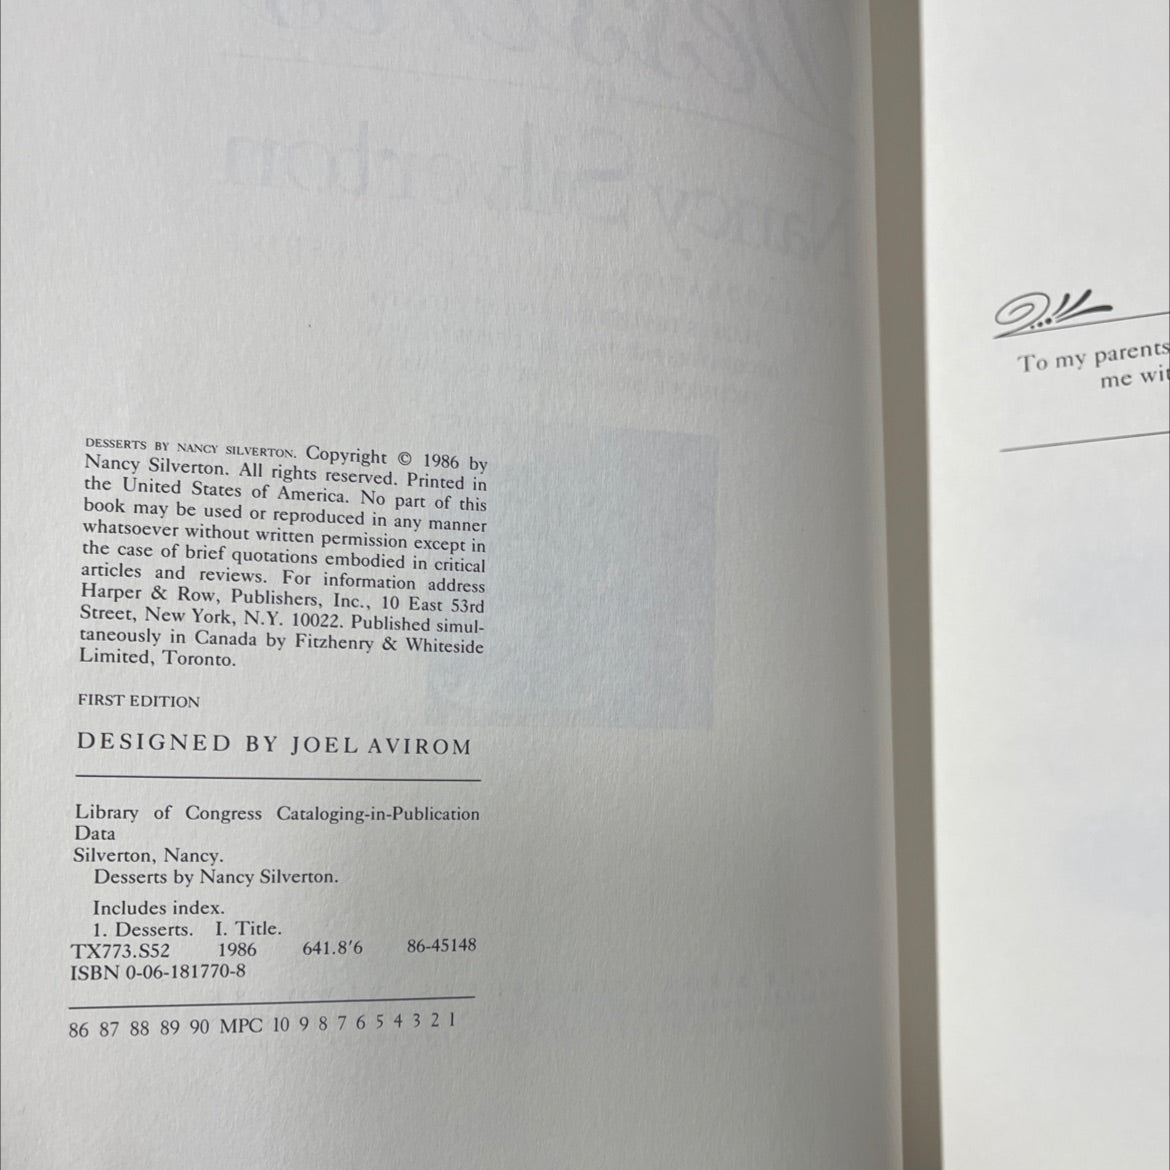 DESSERTS BY NANCY SILVERTON. Copyright © 1986 by
Nancy Silverton. All rights reserved. Printed in
the United States of America. No part of this
book may be used or reproduced in any manner
whatsoever without written permission except in
the case of brief quotations embodied in critical
articles and reviews. For information address
Harper & Row, Publishers, Inc., 10 East 53rd
Street, New York, N.Y. 10022. Published simul-
taneously in Canada by Fitzhenry & Whiteside
Limited, Toronto.
FIRST EDITION
DESIGNED BY JOEL AVIROM
Library of Congress Cataloging-in-Publication
Data
Silverton, Nancy.
Desserts by Nancy Silverton.
Includes index.
1. Desserts. I. Title.
TX773.S52 1986 641.8'6 86-45148
ISBN 0-06-181770-8
86 87 88 89 90 MPC 10 9 8 7 6 5 4 3 2 1
Nancy Silverton
To my parents
me